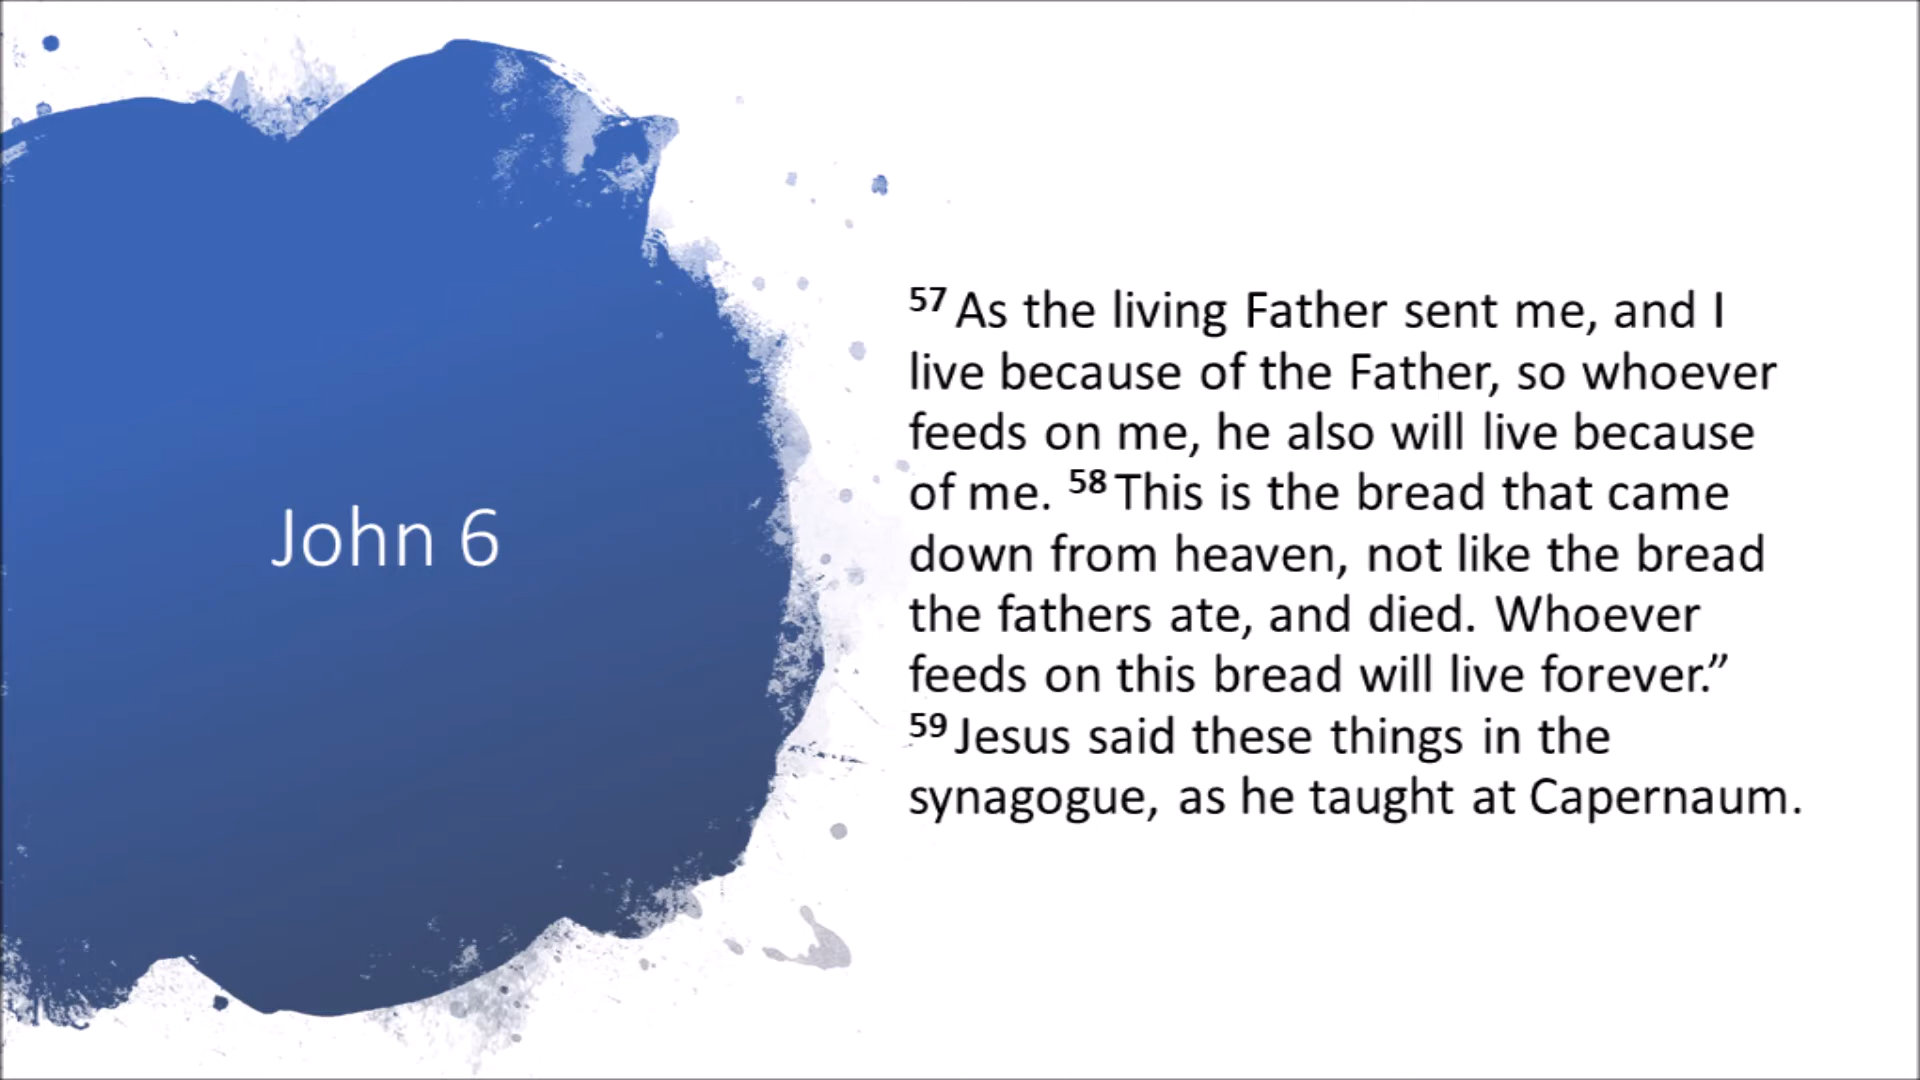 John 6
57 As the living Father sent me, and I
live because of the Father, so whoever
feeds on me, he also will live because
of me. 58 This is the bread that came
down from heaven, not like the bread
the fathers ate, and died. Whoever
feeds on this bread will live forever.”
59 Jesus said these things in the
synagogue, as he taught at Capernaum.